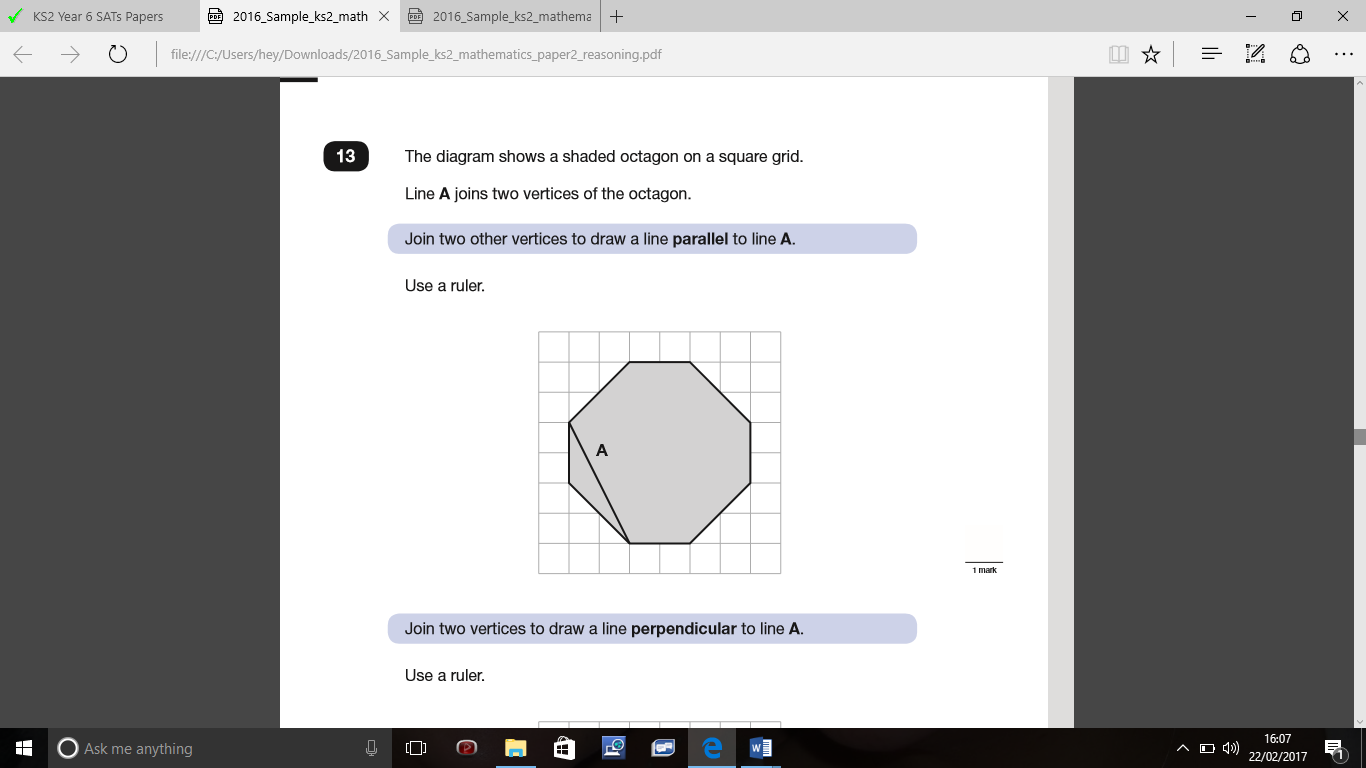 KS2 Year 6 SATs Papers
2016_Sample_ks2_math
2016_Sample_ks2_mathema
file:///C:/Users/hey/Downloads/2016_Sample_ks2_mathematics_paper2_reasoning.pdf
13
The diagram shows a shaded octagon on a square grid.
Line A joins two vertices of the octagon.
Join two other vertices to draw a line parallel to line A.
Use a ruler.
A
1 mark
Join two vertices to draw a line perpendicular to line A.
Use a ruler.
Ask me anything
16:07
22/02/2017
1